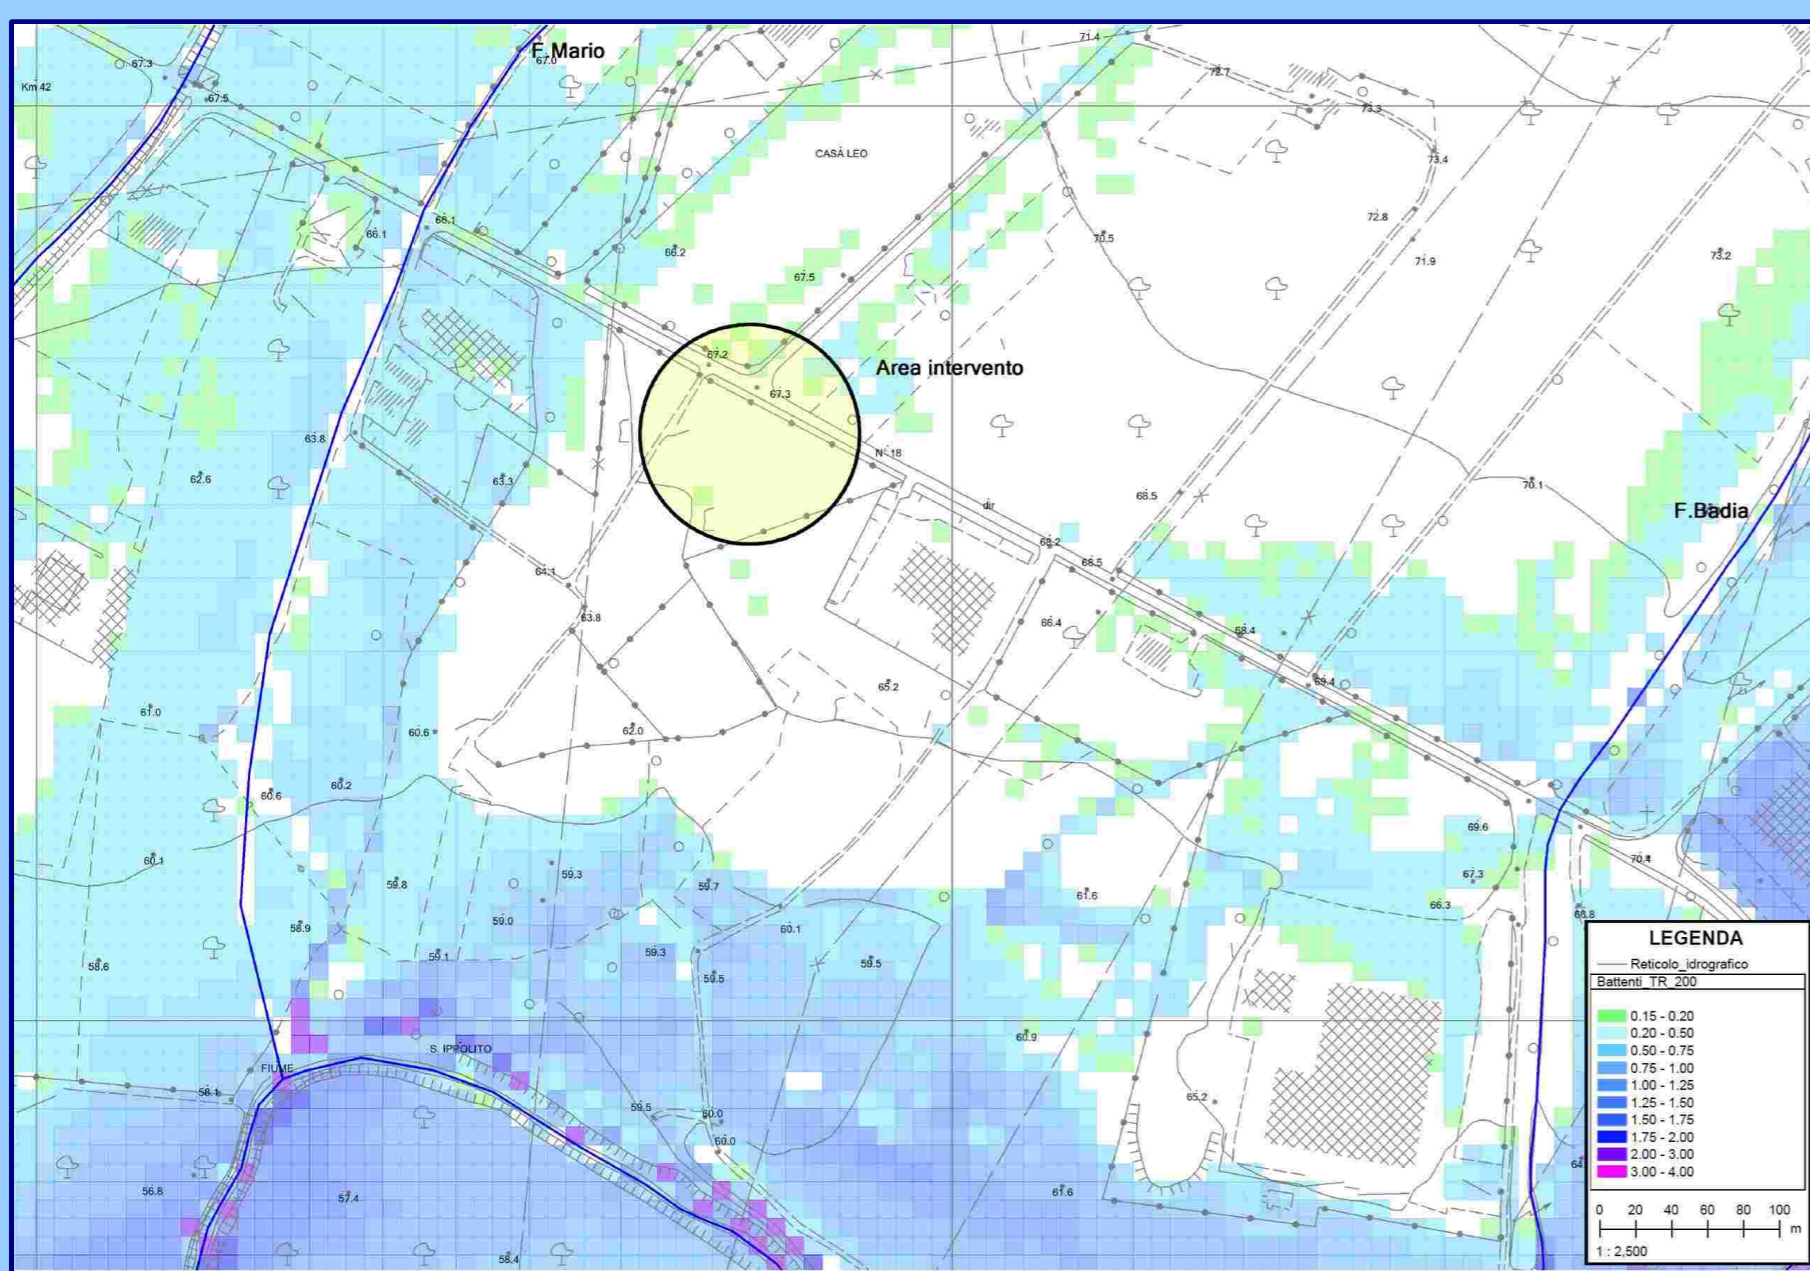 F.Mario
71.4
67.0
67.3
72.7
Km 42
67.5
73.3
CASA LEO
73.4
66.1
72.8
66.1
70.5
66.2
73.2
71.9
67.5
67.2
Area intervento
67.3
63.8
N° 18
62.6
63.3
70.1
68.5
dir
F.Badia
68.2
68.5
64.1
63.8
66.4
68.4
69.4
65.2
61.0
62.0
60.6
60.2
60.6
69.6
60.1
70.4
59.3
67.3
59.8
59.7
61.6
66.3
59.0
66.8
58.9
60.1
LEGENDA
59.3
59.1
59.5
58.6
Reticolo_idrografico
59.5
Battenti_TR_200
0.15 - 0.20
0.20 - 0.50
60.9
S. IPPOLITO
0.50 - 0.75
FIUME
0.75 - 1.00
1.00 - 1.25
58.1
65.2
1.25 - 1.50
59.5
60.0
1.50 - 1.75
1.75 - 2.00
60.0
2.00 - 3.00
3.00 - 4.00
56.8
57.4
61.6
0 20 40 60 80 100
m
1 : 2,500
58.4